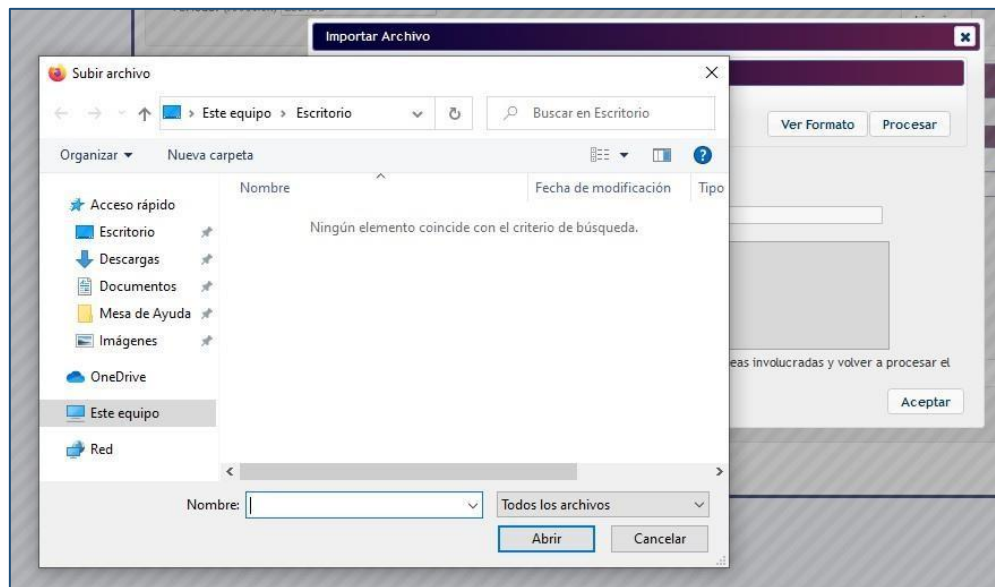 Importar Archivo
Subir archivo
Este equipo > Escritorio
Buscar en Escritorio
Ver Formato
Procesar
Organizar
Nueva carpeta
Nombre
Fecha de modificación
Tipo
Acceso rápido
Ningún elemento coincide con el criterio de búsqueda.
Escritorio
Descargas
Documentos
Mesa de Ayuda
Imágenes
eas involucradas y volver a procesar el
OneDrive
Aceptar
Este equipo
Red
Nombre:
Todos los archivos
Abrir
Cancelar